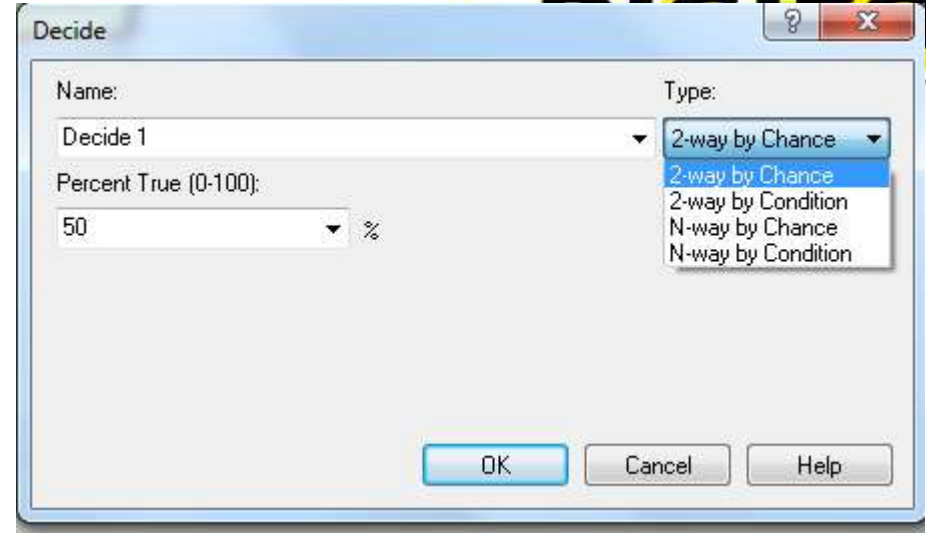 Decide
Name: Type:
Decide 1 2-way by Chance
Percent True (0-100): 2-way by Chance
2-way by Condition
50 % N-way by Chance
N-way by Condition
OK Cancel Help